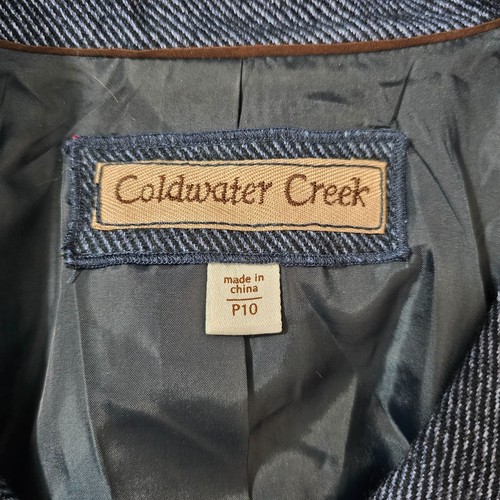 Coldwater Creek
made in
china
P10